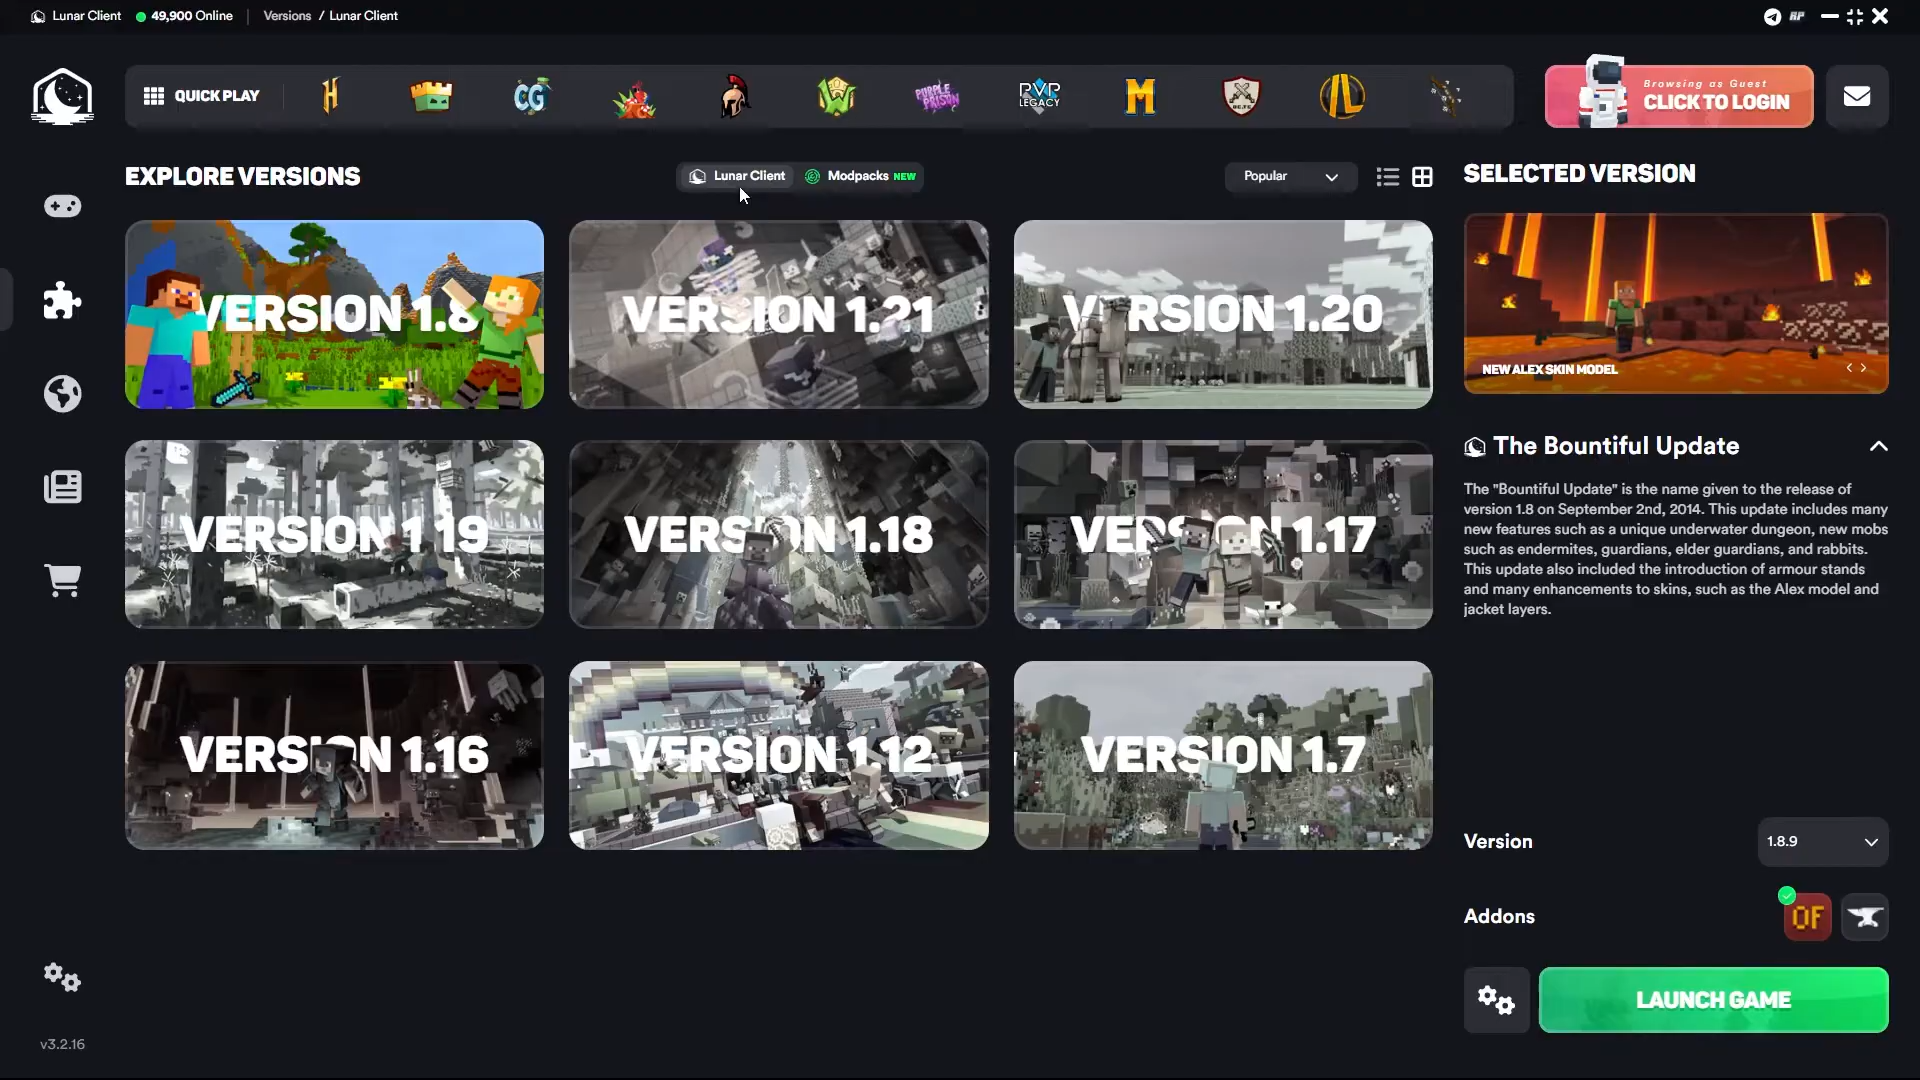 Lunar Client
49,900 Online
Versions / Lunar Client
RP
QUICK PLAY
H
CG
W
PURPLE PRISON
PVP LEGACY
M
Browsing as Guest
CLICK TO LOGIN
EXPLORE VERSIONS
Lunar Client
Modpacks NEW
Popular
SELECTED VERSION
VERSION 1.8
VERSION 1.21
VERSION 1.20
NEW ALEX SKIN MODEL
VERSION 1.19
VERSION 1.18
VERSION 1.17
The Bountiful Update
The "Bountiful Update" is the name given to the release of
version 1.8 on September 2nd, 2014. This update includes many
new features such as a unique underwater dungeon, new mobs
such as endermites, guardians, elder guardians, and rabbits.
This update also included the introduction of armour stands
and many enhancements to skins, such as the Alex model and
jacket layers.
VERSION 1.16
VERSION 1.12
VERSION 1.7
Version
1.8.9
Addons
OF
LAUNCH GAME
v3.2.16